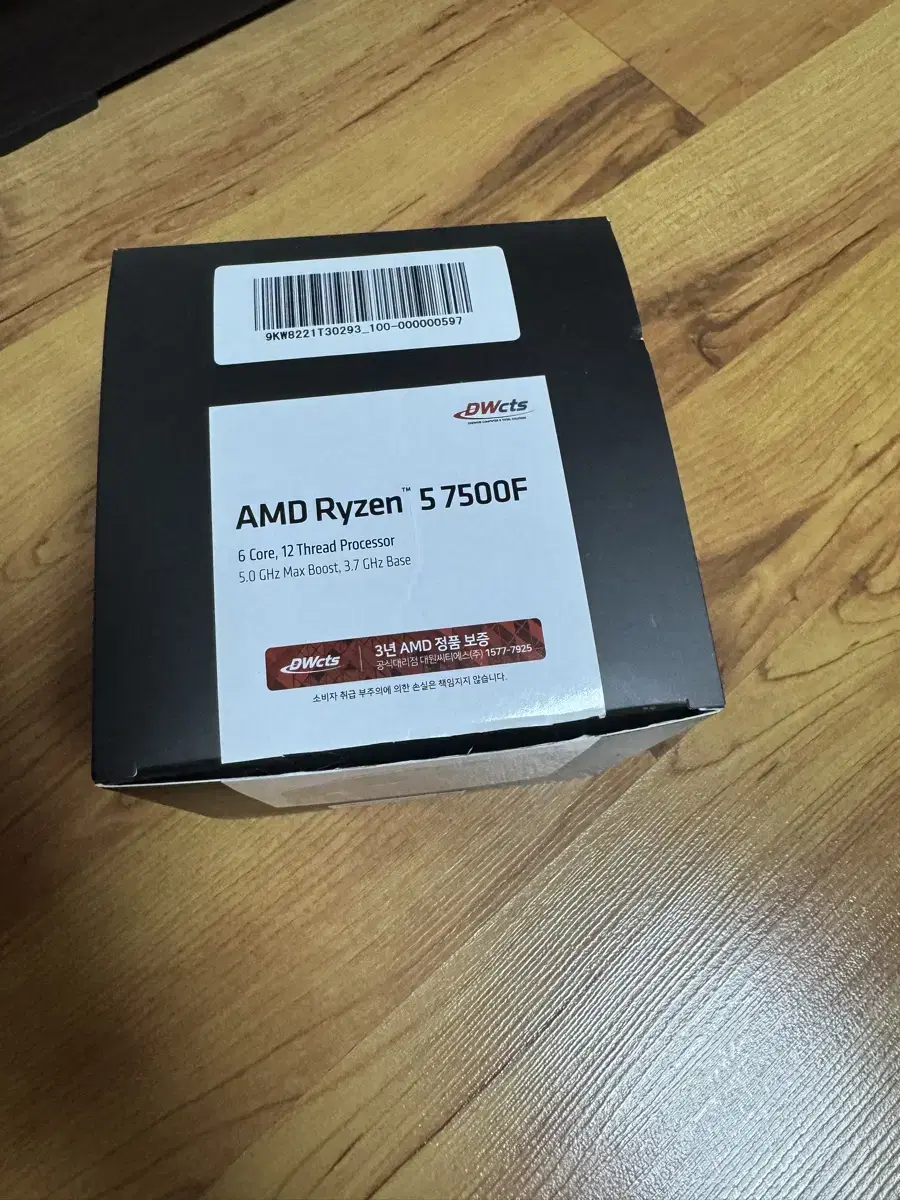 9KW8221T30293_100-000000597
DWcts
AMD Ryzen™ 5 7500F
6 Core, 12 Thread Processor
5.0 GHz Max Boost, 3.7 GHz Base
DWcts
3년 AMD 정품 보증
공식대리점 대원씨티에스(주) 1577-7925
소비자 취급 부주의에 의한 손실은 책임지지 않습니다.